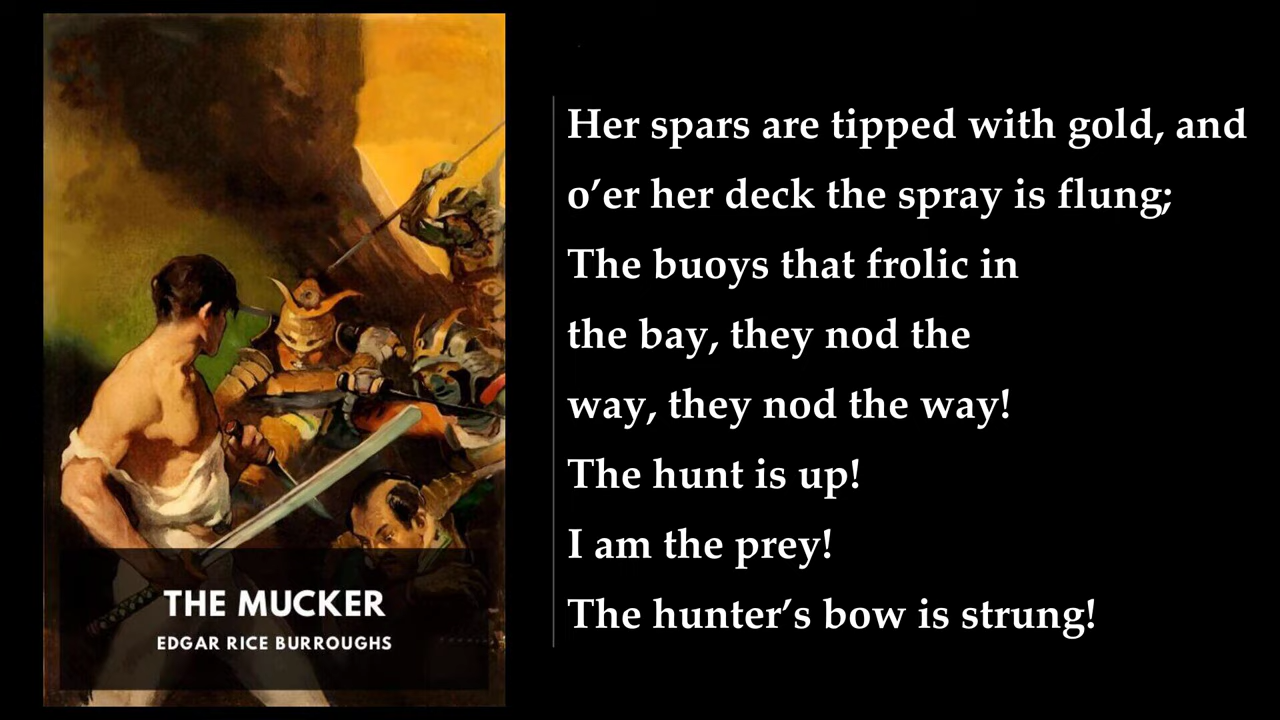 THE MUCKER
EDGAR RICE BURROUGHS
Her spars are tipped with gold, and
o’er her deck the spray is flung;
The buoys that frolic in
the bay, they nod the
way, they nod the way!
The hunt is up!
I am the prey!
The hunter’s bow is strung!